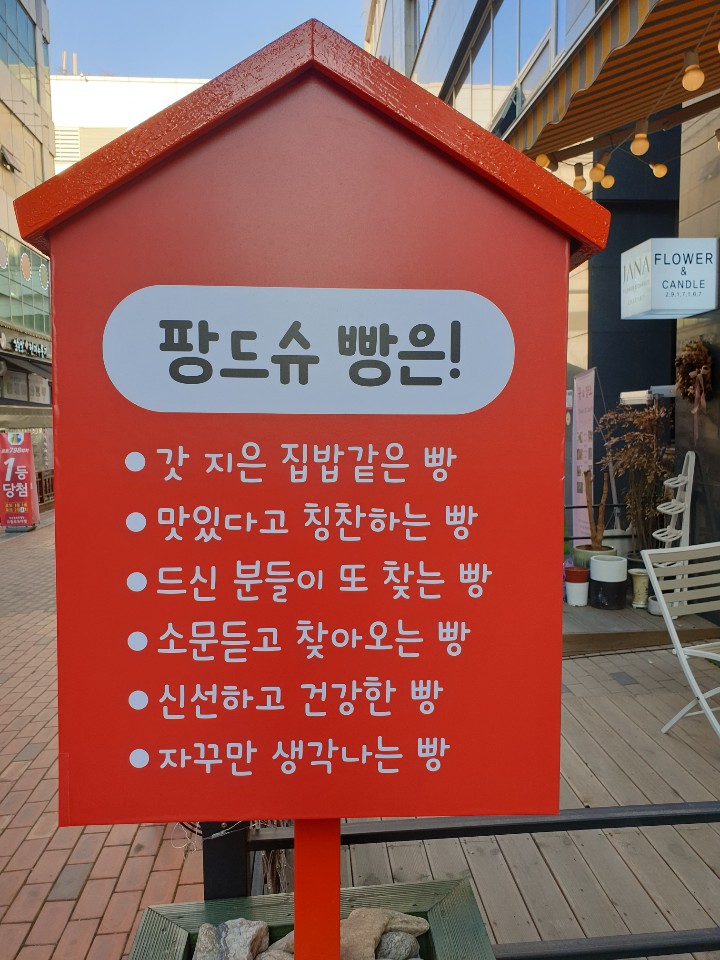 팡드슈 빵은!
● 갓 지은 집밥같은 빵
● 맛있다고 칭찬하는 빵
● 드신 분들이 또 찾는 빵
● 소문듣고 찾아오는 빵
● 신선하고 건강한 빵
● 자꾸만 생각나는 빵
JANA
FLOWER
&
CANDLE
1등
당첨